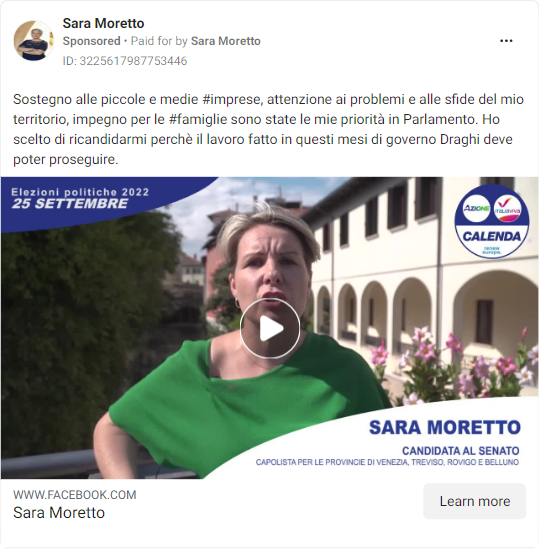 Sara Moretto
Sponsored • Paid for by Sara Moretto
ID: 3225617987753446
Sostegno alle piccole e medie #imprese, attenzione ai problemi e alle sfide del mio
territorio, impegno per le #famiglie sono state le mie priorità in Parlamento. Ho
scelto di ricandidarmi perchè il lavoro fatto in questi mesi di governo Draghi deve
poter proseguire.
Elezioni politiche 2022
25 SETTEMBRE
AZIONE
ITALIAVIVA
CALENDA
renew
europe.
SARA MORETTO
CANDIDATA AL SENATO
CAPOLISTA PER LE PROVINCIE DI VENEZIA, TREVISO, ROVIGO E BELLUNO
WWW.FACEBOOK.COM
Sara Moretto
Learn more